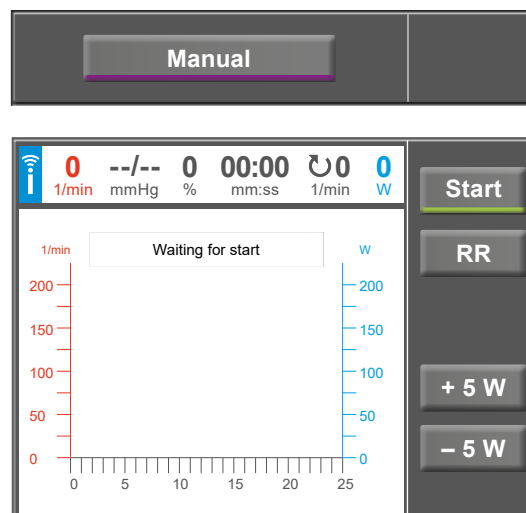 Manual
0 --/-- 0 00:00 0 0
1/min mmHg % mm:ss 1/min W
Start
1/min Waiting for start W
RR
200 200
150 150
100 100
+ 5 W
50 50
– 5 W
0 0
0 5 10 15 20 25